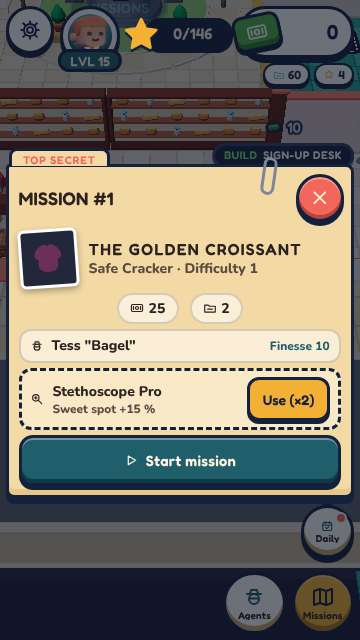 MISSIONS
LVL 15
0/146
0
60
4
10
BUILD SIGN-UP DESK
TOP SECRET
MISSION #1
THE GOLDEN CROISSANT
Safe Cracker · Difficulty 1
25
2
Tess "Bagel"
Finesse 10
Stethoscope Pro
Sweet spot +15 %
Use (×2)
Start mission
Daily
Agents
Missions